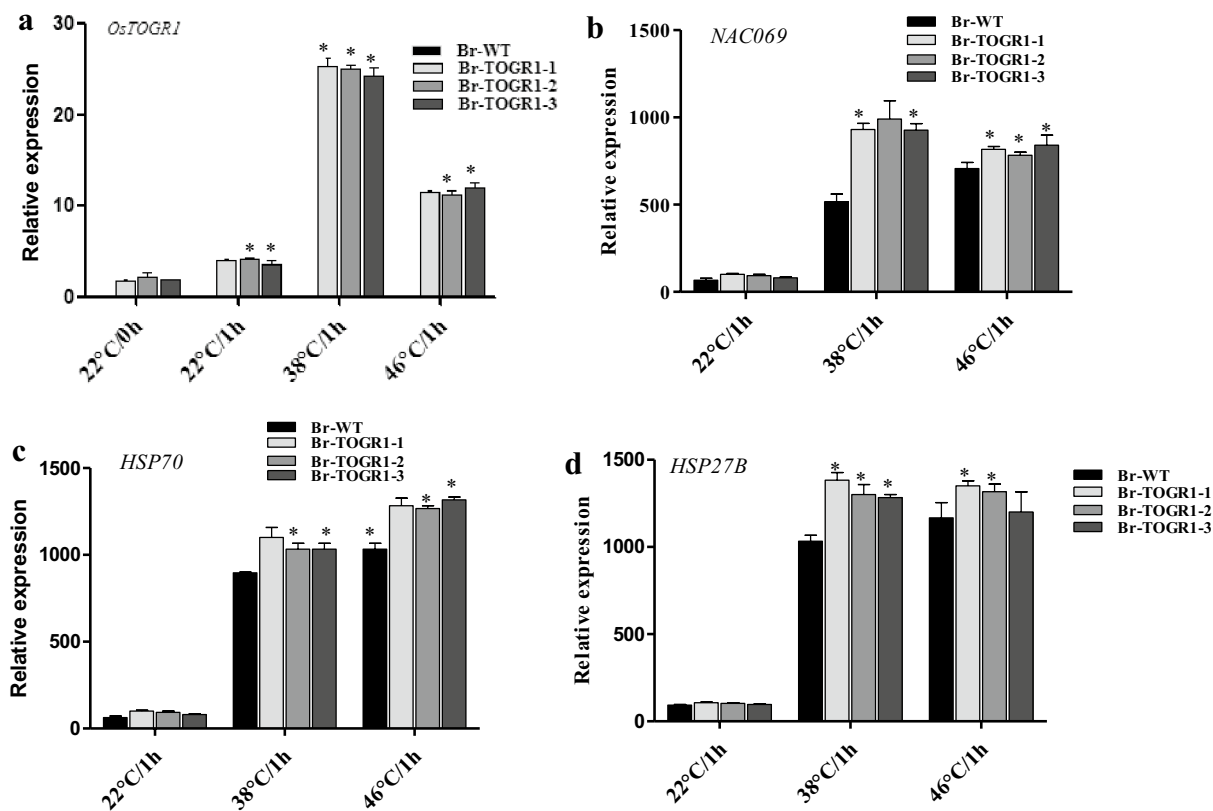 a
OsTOGR1
Relative expression
30
20
10
0
* * *
* *
* *
22°C/0h
22°C/1h
38°C/1h
46°C/1h
Br-WT
Br-TOGR1-1
Br-TOGR1-2
Br-TOGR1-3
b
NAC069
Relative expression
1500
1000
500
0
* *
* * *
22°C/1h
38°C/1h
46°C/1h
Br-WT
Br-TOGR1-1
Br-TOGR1-2
Br-TOGR1-3
c
HSP70
Relative expression
1500
1000
500
0
* *
* * *
22°C/1h
38°C/1h
46°C/1h
Br-WT
Br-TOGR1-1
Br-TOGR1-2
Br-TOGR1-3
d
HSP27B
Relative expression
1500
1000
500
0
* * *
* *
22°C/1h
38°C/1h
46°C/1h
Br-WT
Br-TOGR1-1
Br-TOGR1-2
Br-TOGR1-3